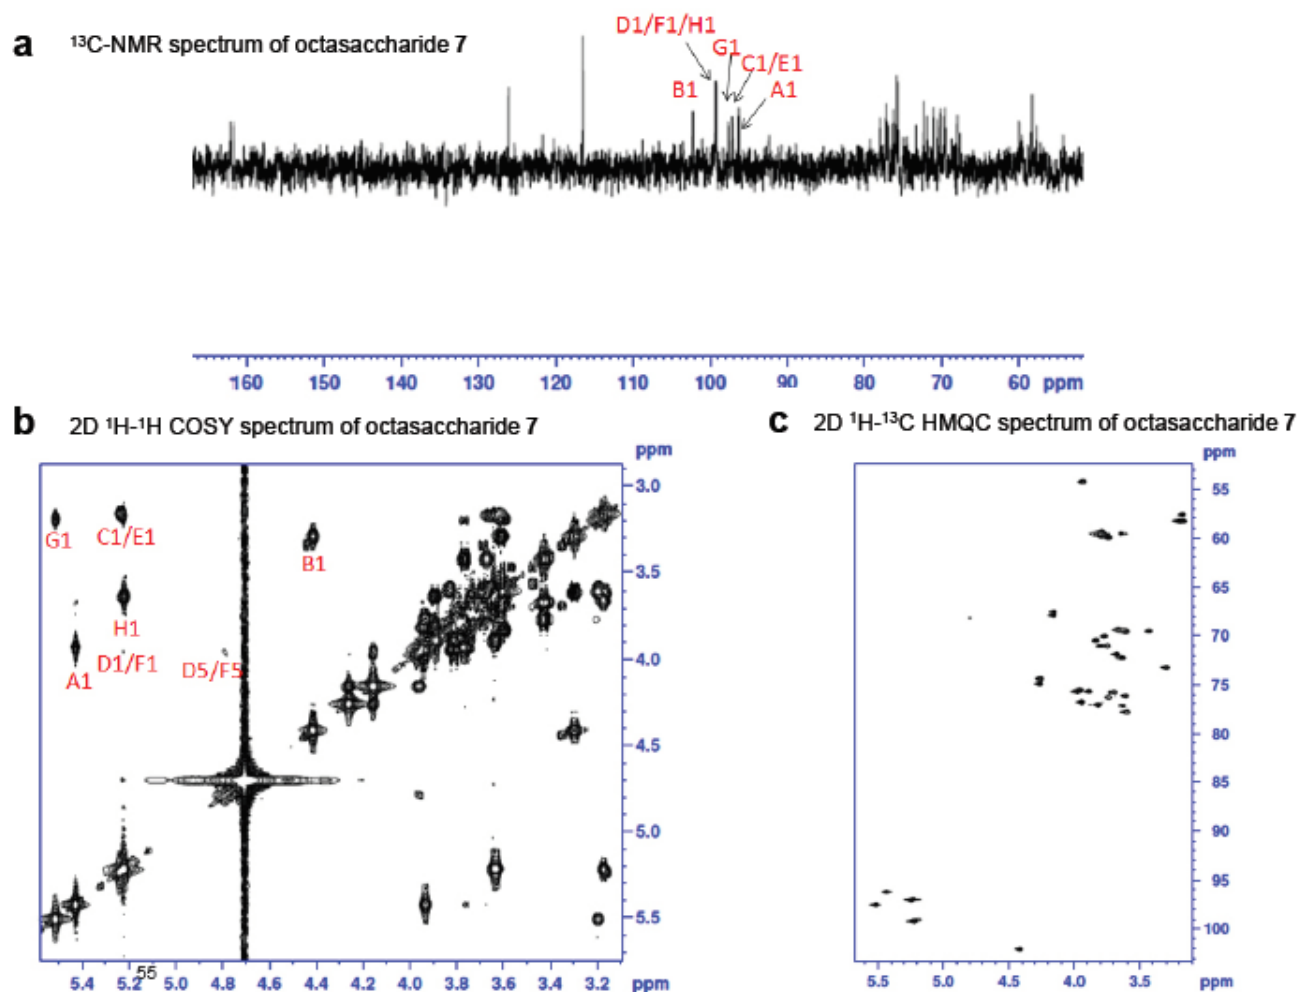 a ¹³C-NMR spectrum of octasaccharide 7
D1/F1/H1
G1
C1/E1
B1
A1
160 150 140 130 120 110 100 90 80 70 60 ppm
b 2D ¹H-¹H COSY spectrum of octasaccharide 7
ppm
G1
C1/E1
B1
H1
D1/F1
D5/F5
A1
3.0
3.5
4.0
4.5
5.0
5.5
5.4 5.2 55 5.0 4.8 4.6 4.4 4.2 4.0 3.8 3.6 3.4 3.2 ppm
c 2D ¹H-¹³C HMQC spectrum of octasaccharide 7
ppm
55
60
65
70
75
80
85
90
95
100
5.5 5.0 4.5 4.0 3.5 ppm